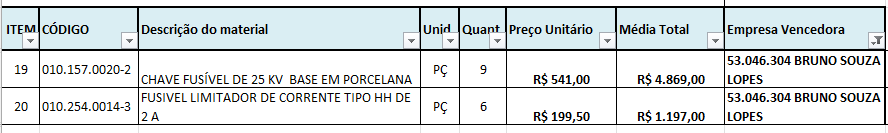 ITEM CÓDIGO Descrição do material Unid Quant Preço Unitário Média Total Empresa Vencedora
19 010.157.0020-2 CHAVE FUSÍVEL DE 25 KV BASE EM PORCELANA PÇ 9 R$ 541,00 R$ 4.869,00 53.046.304 BRUNO SOUZA
LOPES
20 010.254.0014-3 FUSIVEL LIMITADOR DE CORRENTE TIPO HH DE
2 A PÇ 6 R$ 199,50 R$ 1.197,00 53.046.304 BRUNO SOUZA
LOPES